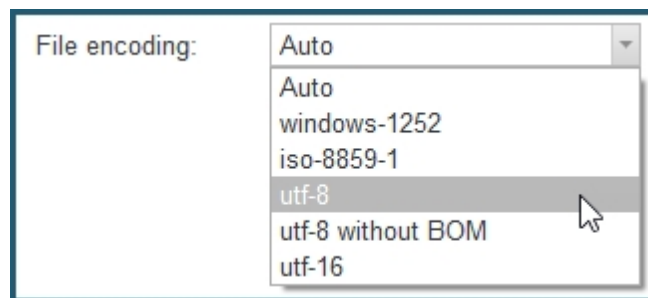 File encoding: Auto
Auto
windows-1252
iso-8859-1
utf-8
utf-8 without BOM
utf-16